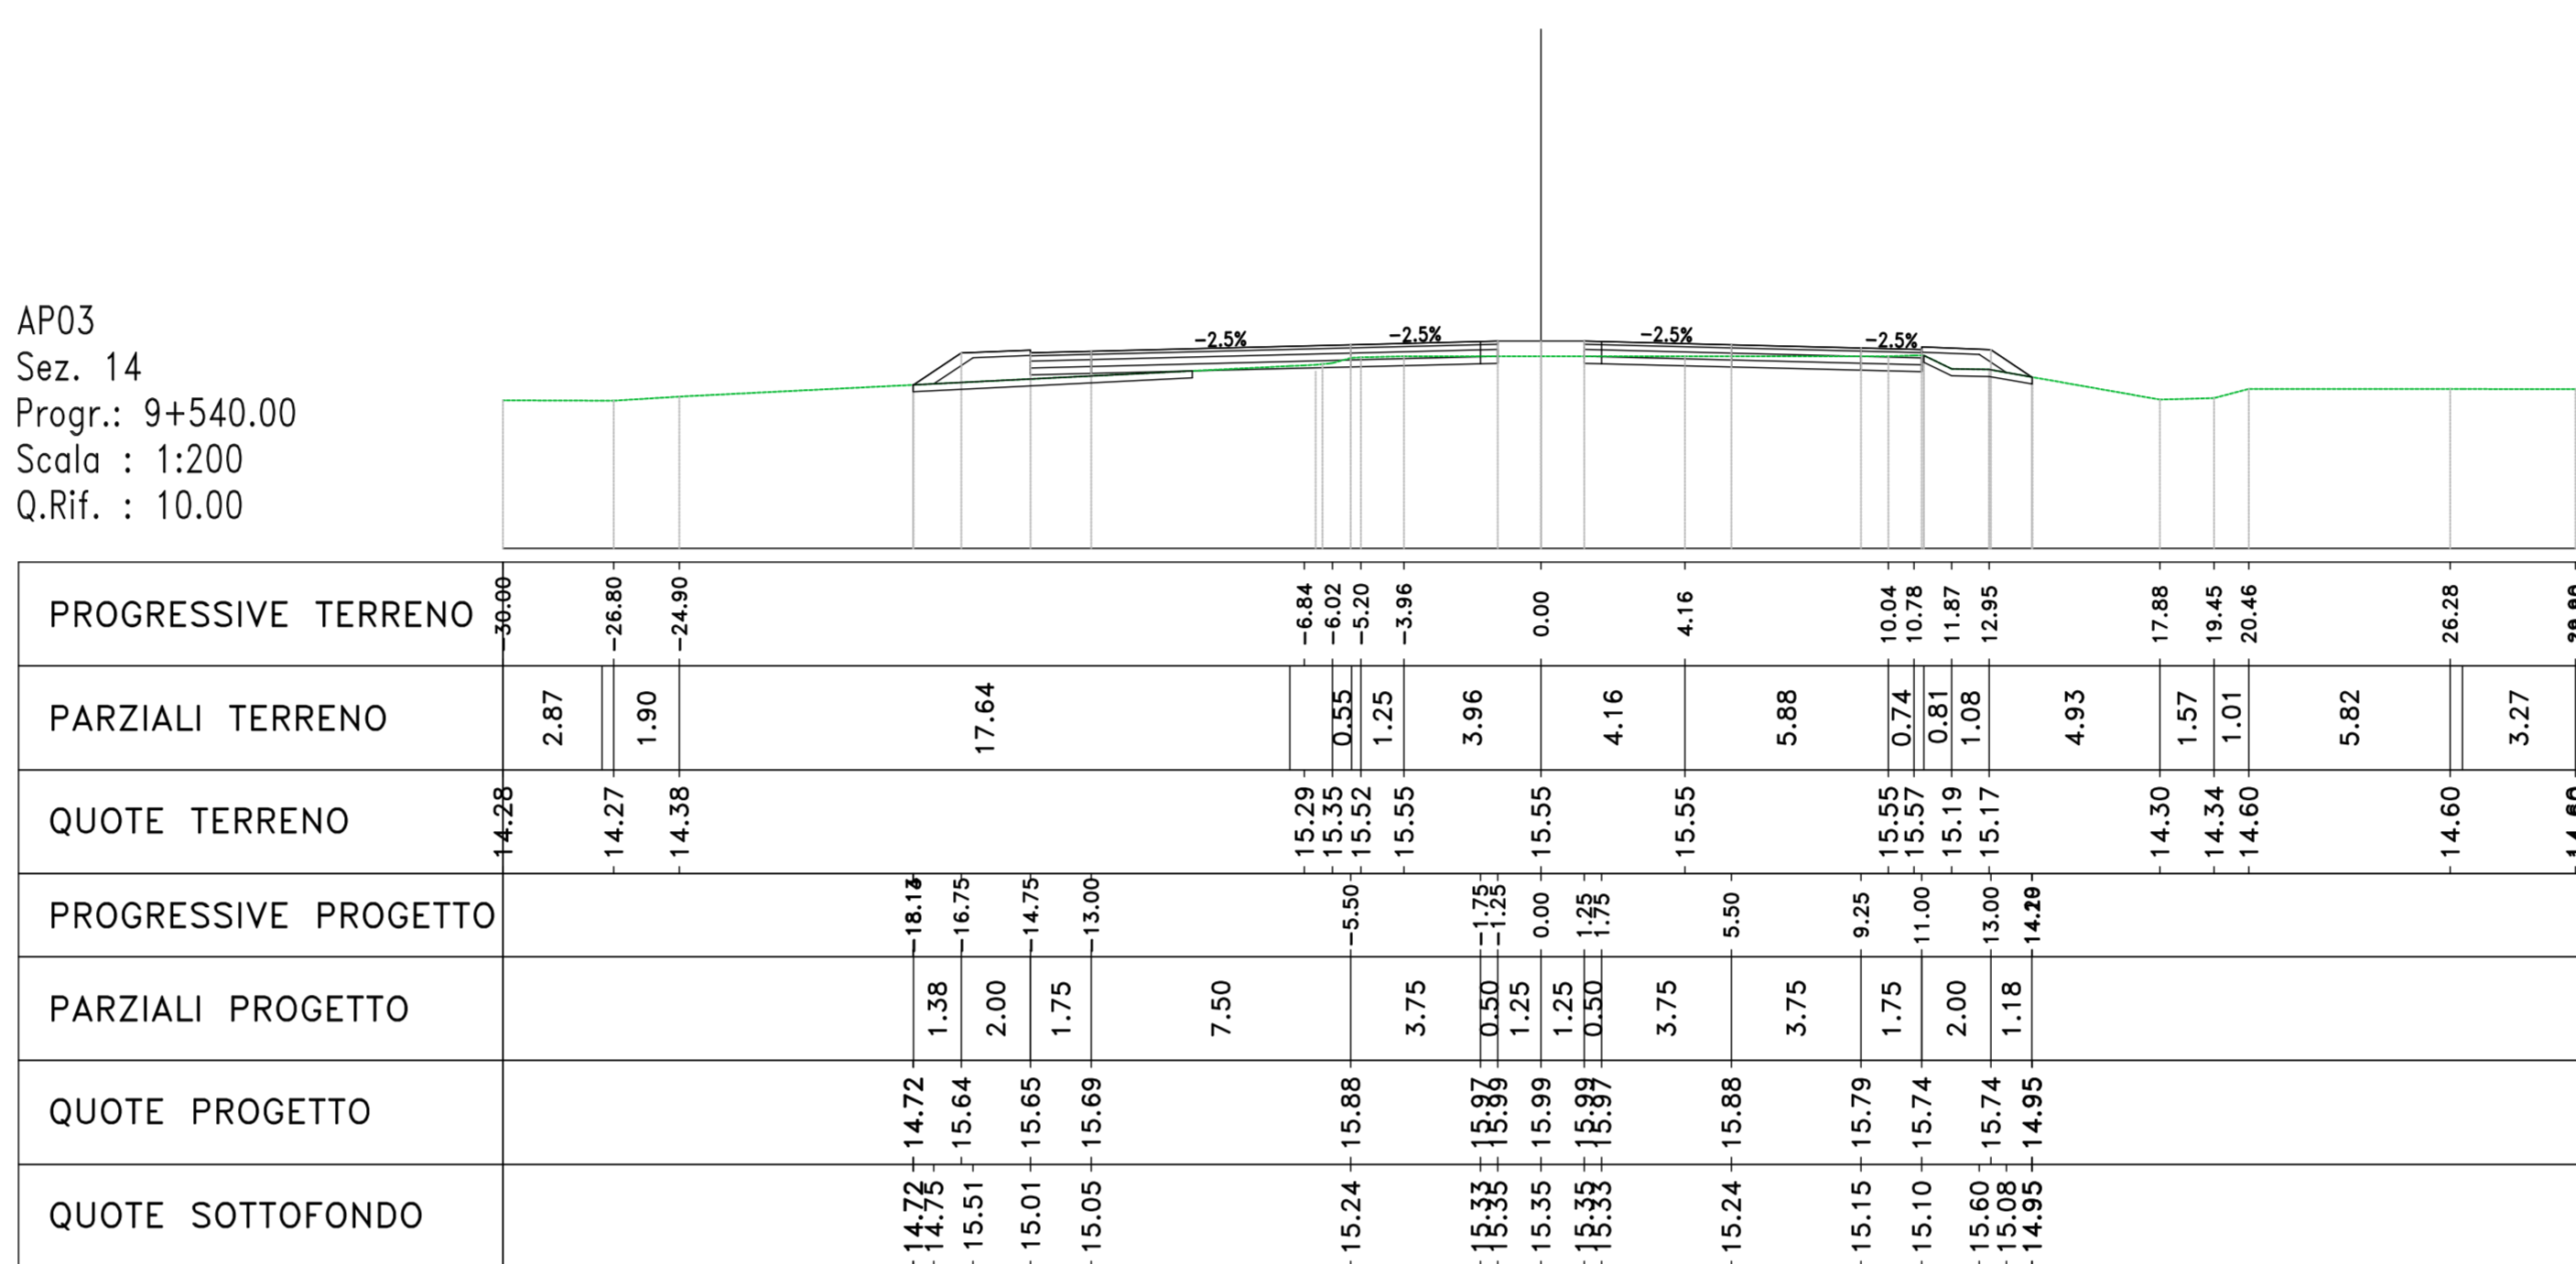 -2.5% -2.5% -2.5% -2.5%
AP03
Sez. 14
Progr.: 9+540.00
Scala : 1:200
Q.Rif. : 10.00
PROGRESSIVE TERRENO -30.00 -26.80 -24.90 -6.84 -6.02 -5.20 -3.96 0.00 4.16 10.04 10.78 11.87 12.95 17.88 19.45 20.46 26.28
PARZIALI TERRENO 2.87 1.90 17.64 0.55 1.25 3.96 4.16 5.88 0.74 0.81 1.08 4.93 1.57 1.01 5.82 3.27
QUOTE TERRENO 14.28 14.27 14.38 15.29 15.35 15.52 15.55 15.55 15.55 15.55 15.57 15.19 15.17 14.30 14.34 14.60 14.60
PROGRESSIVE PROGETTO -16.75 -14.75 -13.00 -5.50 -1.75 -1.25 0.00 1.25 1.75 5.50 9.25 11.00 13.00
PARZIALI PROGETTO 1.38 2.00 1.75 7.50 3.75 0.50 1.25 1.25 0.50 3.75 3.75 1.75 2.00 1.18
QUOTE PROGETTO 14.72 15.64 15.65 15.69 15.88 15.97 15.99 15.99 15.99 15.97 15.88 15.79 15.74 15.74 14.95
QUOTE SOTTOFONDO 14.72 14.75 15.51 15.01 15.05 15.24 15.33 15.35 15.35 15.35 15.33 15.24 15.15 15.10 15.60 15.08 14.95